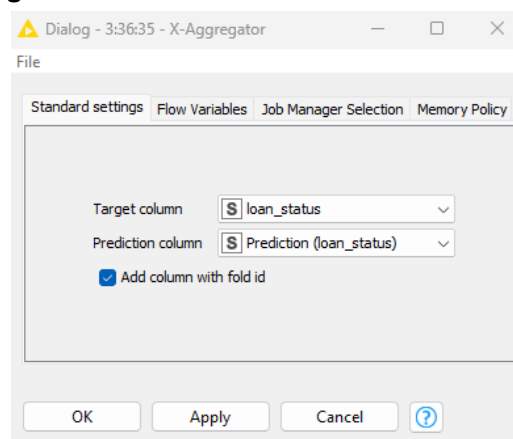 Dialog - 3:36:35 - X-Aggregator
File
Standard settings Flow Variables Job Manager Selection Memory Policy
Target column S loan_status
Prediction column S Prediction (loan_status)
Add column with fold id
OK Apply Cancel ?